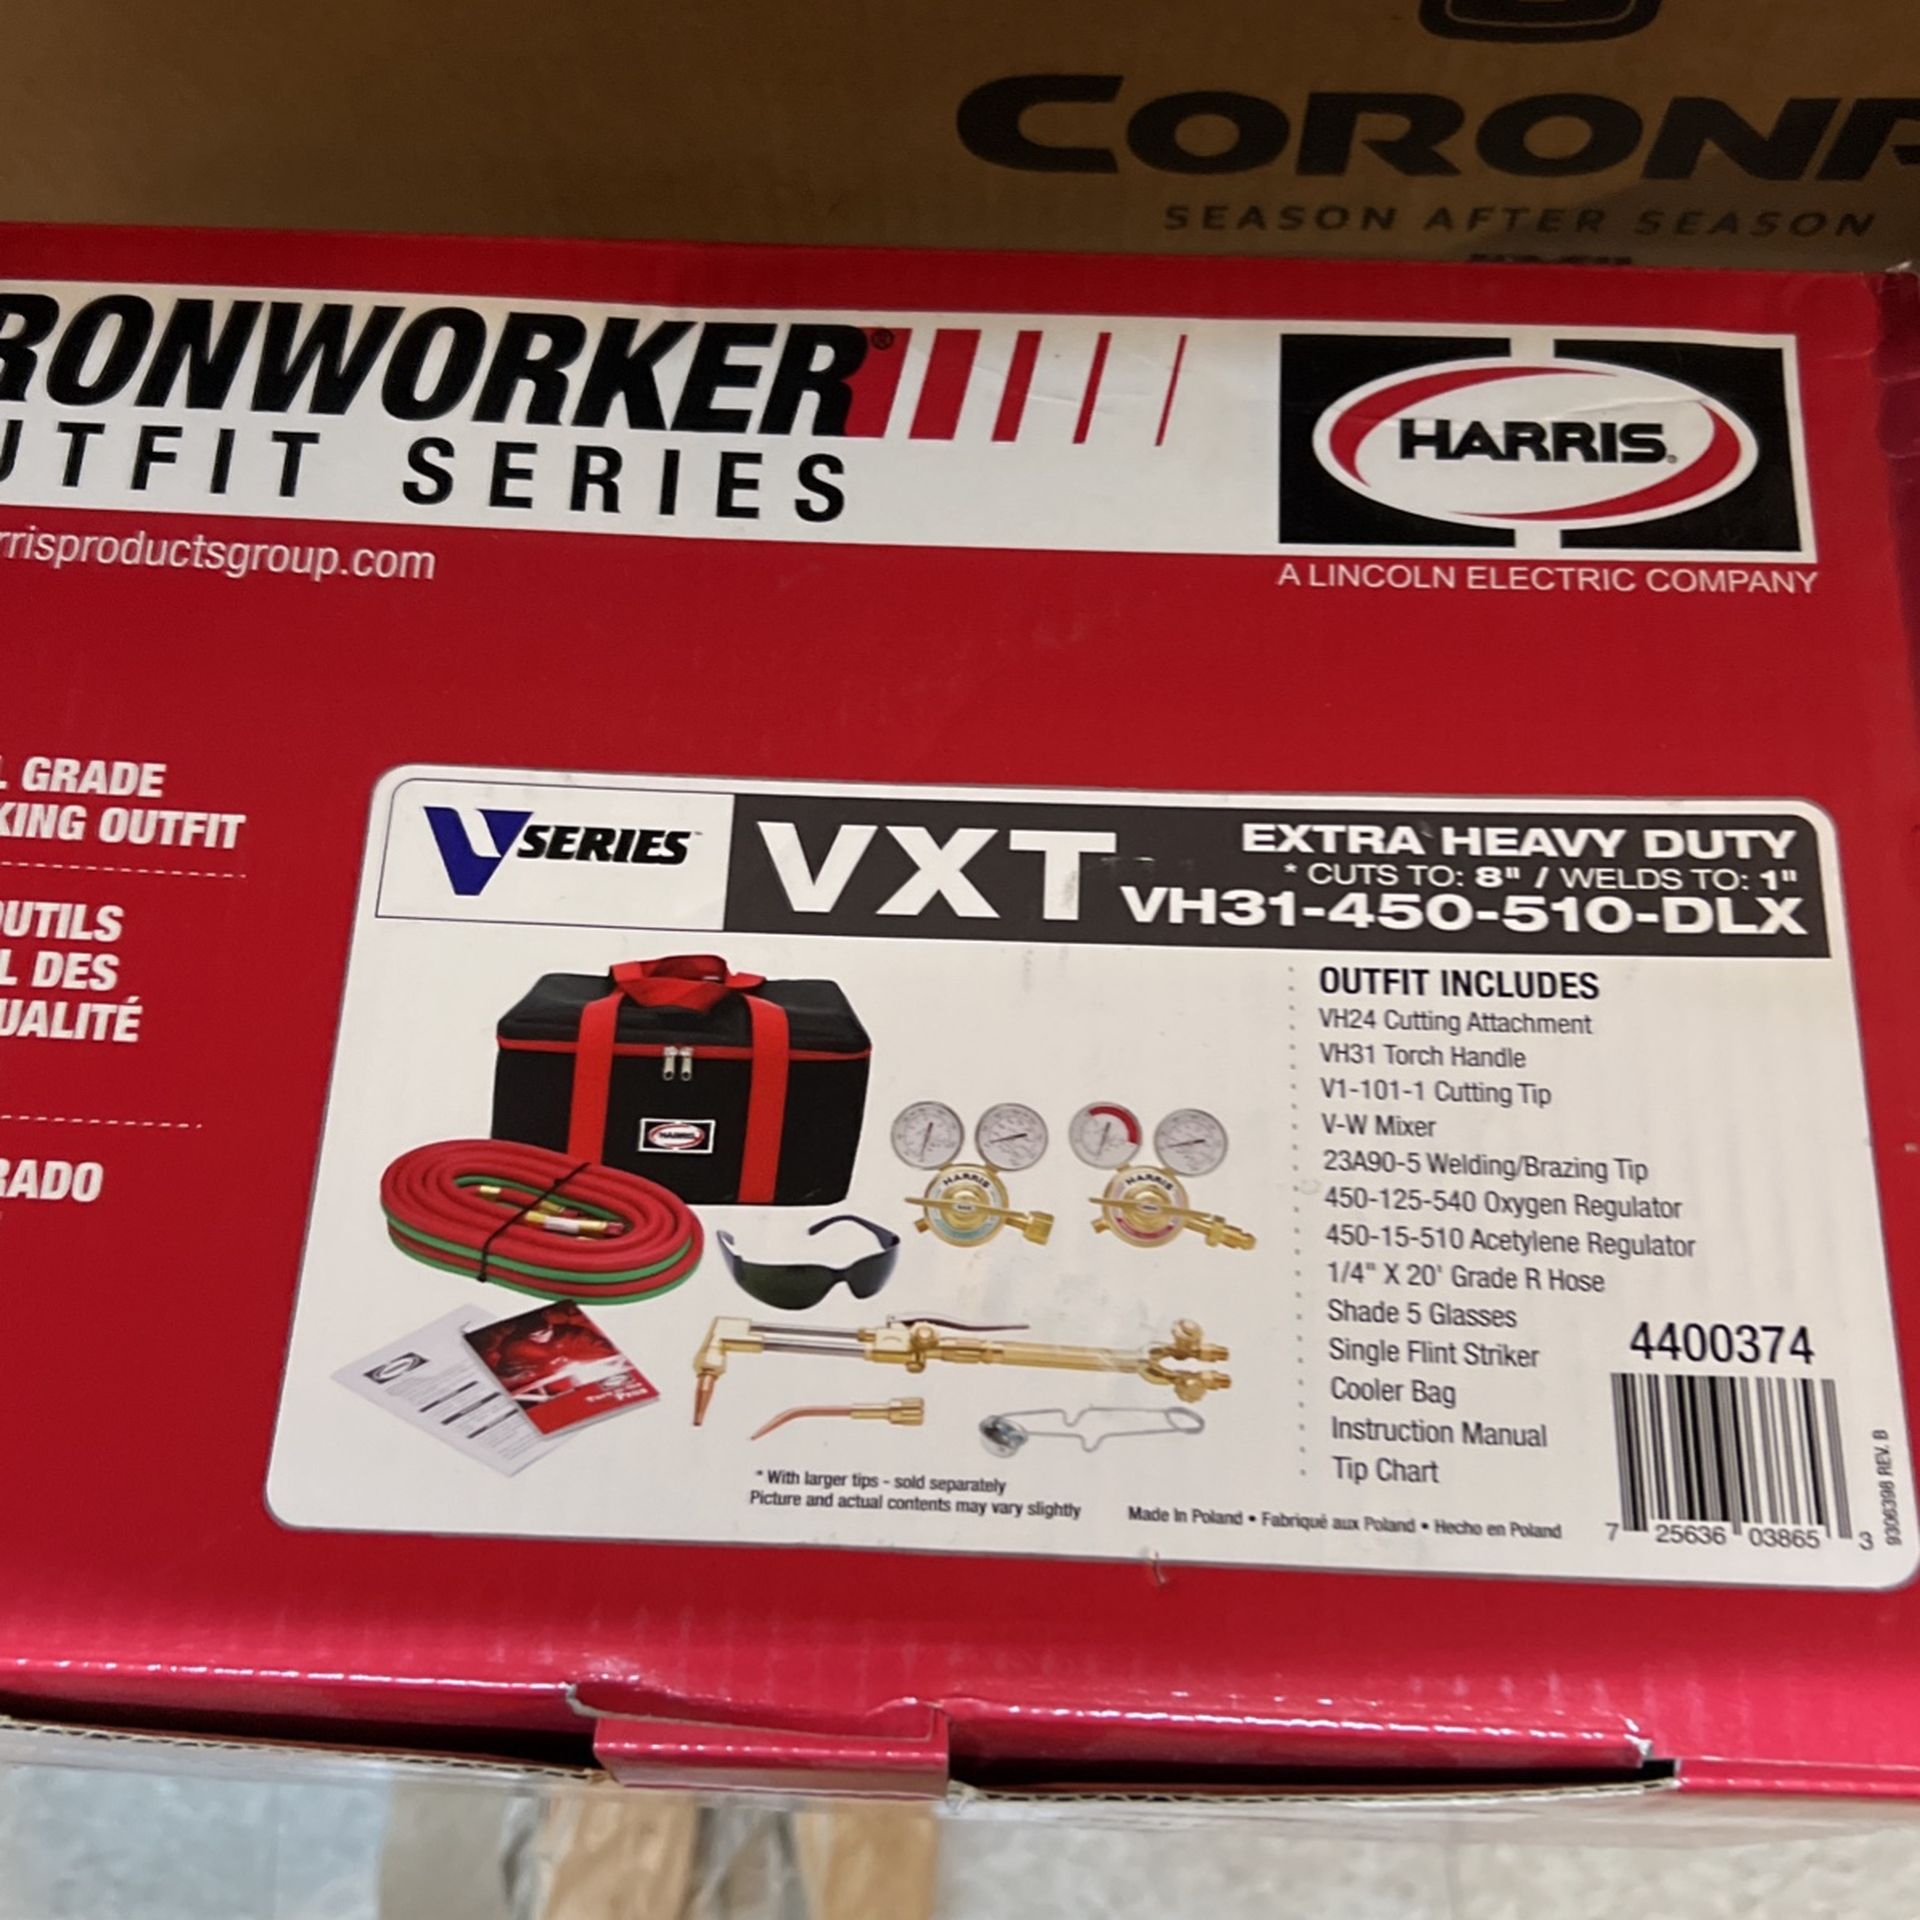 CORONA
SEASON AFTER SEASON
RONWORKER®
UTFIT SERIES
HARRIS®
rrisproductsgroup.com
A LINCOLN ELECTRIC COMPANY
L GRADE
KING OUTFIT
OUTILS
L DES
UALITÉ
RADO
V SERIES™
VXT
EXTRA HEAVY DUTY
* CUTS TO: 8" / WELDS TO: 1"
VH31-450-510-DLX
OUTFIT INCLUDES
VH24 Cutting Attachment
VH31 Torch Handle
V1-101-1 Cutting Tip
V-W Mixer
23A90-5 Welding/Brazing Tip
450-125-540 Oxygen Regulator
450-15-510 Acetylene Regulator
1/4" X 20' Grade R Hose
Shade 5 Glasses
Single Flint Striker
Cooler Bag
Instruction Manual
Tip Chart
HARRIS
HARRIS
HARRIS
* With larger tips - sold separately
Picture and actual contents may vary slightly
Made In Poland • Fabriqué aux Poland • Hecho en Poland
4400374
7 25636 03865 3
9306398 REV. B